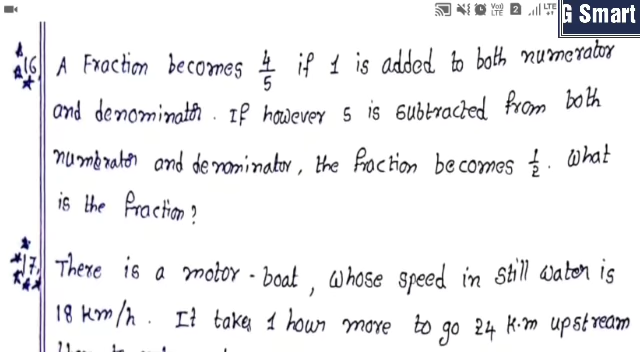 G Smart
16. A Fraction becomes 4/5 if 1 is added to both numerator
and denominator. If however 5 is subtracted from both
numerator and denominator, the fraction becomes 1/2. What
is the fraction?
17. There is a motor-boat, whose speed in still water is
18 km/h. It takes 1 hour more to go 24 k.m upstream